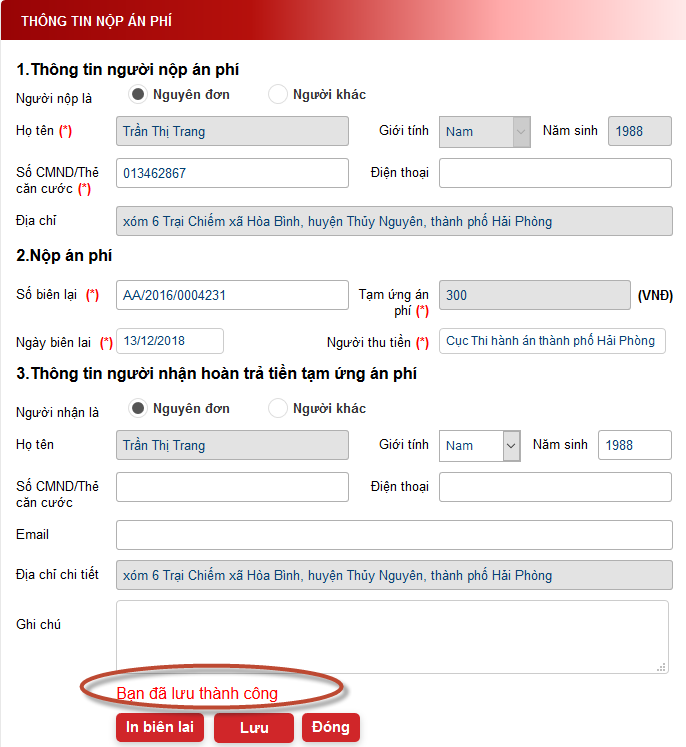 THÔNG TIN NỘP ÁN PHÍ
1.Thông tin người nộp án phí
Người nộp là Nguyên đơn Người khác
Họ tên (*) Trần Thị Trang Giới tính Nam Năm sinh 1988
Số CMND/Thẻ căn cước (*) 013462867 Điện thoại
Địa chỉ xóm 6 Trại Chiếm xã Hòa Bình, huyện Thủy Nguyên, thành phố Hải Phòng
2.Nộp án phí
Số biên lại (*) AA/2016/0004231 Tạm ứng án phí (*) 300 (VNĐ)
Ngày biên lai (*) 13/12/2018 Người thu tiền (*) Cục Thi hành án thành phố Hải Phòng
3.Thông tin người nhận hoàn trả tiền tạm ứng án phí
Người nhận là Nguyên đơn Người khác
Họ tên Trần Thị Trang Giới tính Nam Năm sinh 1988
Số CMND/Thẻ căn cước Điện thoại
Email
Địa chỉ chi tiết xóm 6 Trại Chiếm xã Hòa Bình, huyện Thủy Nguyên, thành phố Hải Phòng
Ghi chú
Bạn đã lưu thành công
In biên lai Lưu Đóng